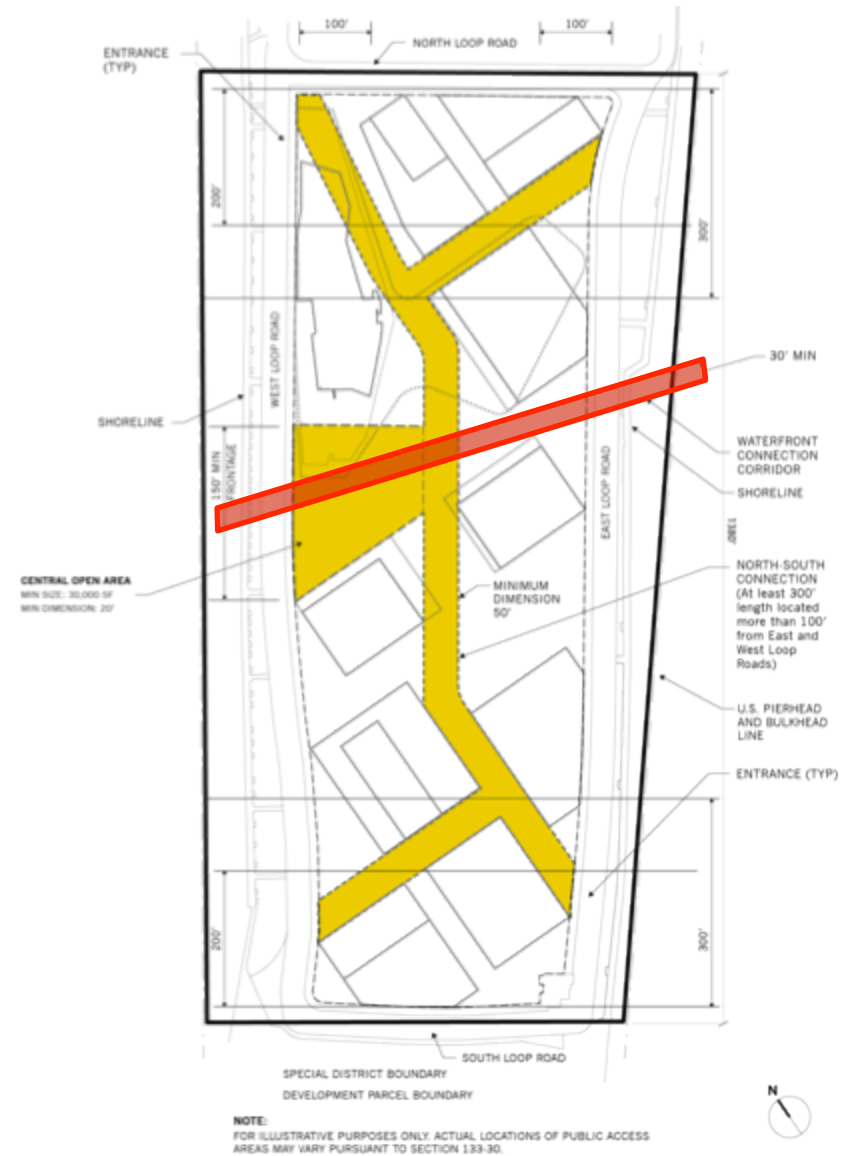 100'
100'
NORTH LOOP ROAD
ENTRANCE
(TYP)
200'
300'
WEST LOOP ROAD
30' MIN
SHORELINE
150' MIN
FRONTAGE
WATERFRONT
CONNECTION
CORRIDOR
EAST LOOP ROAD
SHORELINE
1380'
CENTRAL OPEN AREA
MIN SIZE: 30,000 SF
MIN DIMENSION: 20'
MINIMUM
DIMENSION
50'
NORTH-SOUTH
CONNECTION
(At least 300'
length located
more than 100'
from East and
West Loop
Roads)
U.S. PIERHEAD
AND BULKHEAD
LINE
ENTRANCE (TYP)
200'
300'
SOUTH LOOP ROAD
SPECIAL DISTRICT BOUNDARY
DEVELOPMENT PARCEL BOUNDARY
N
NOTE:
FOR ILLUSTRATIVE PURPOSES ONLY. ACTUAL LOCATIONS OF PUBLIC ACCESS
AREAS MAY VARY PURSUANT TO SECTION 133-30.